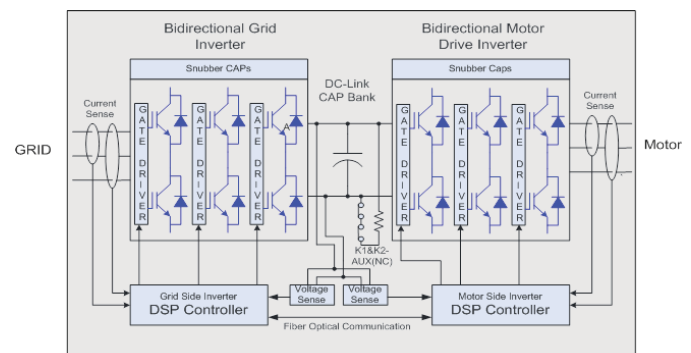 Bidirectional Grid
Inverter
Bidirectional Motor
Drive Inverter
Snubber CAPs
DC-Link
CAP Bank
Snubber Caps
Current
Sense
Current
Sense
GATE DRIVER
GATE DRIVER
GATE DRIVER
A
GATE DRIVER
GATE DRIVER
GATE DRIVER
GRID
Motor
K1&K2-
AUX(NC)
Grid Side Inverter
DSP Controller
Voltage
Sense
Voltage
Sense
Motor Side Inverter
DSP Controller
Fiber Optical Communication